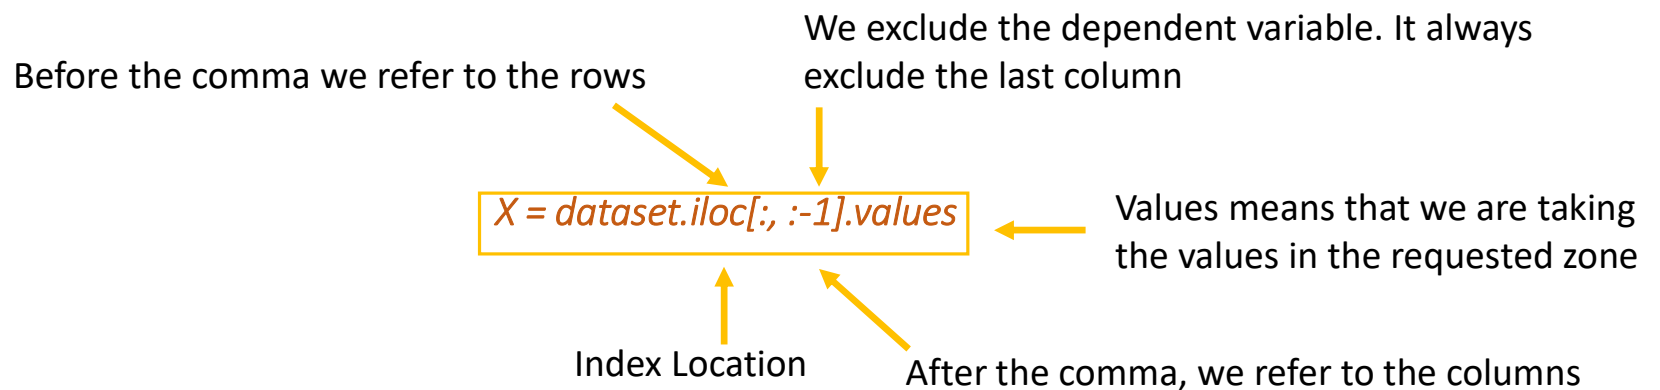 We exclude the dependent variable. It always
exclude the last column
Before the comma we refer to the rows
X = dataset.iloc[:, :-1].values
Values means that we are taking
the values in the requested zone
Index Location
After the comma, we refer to the columns